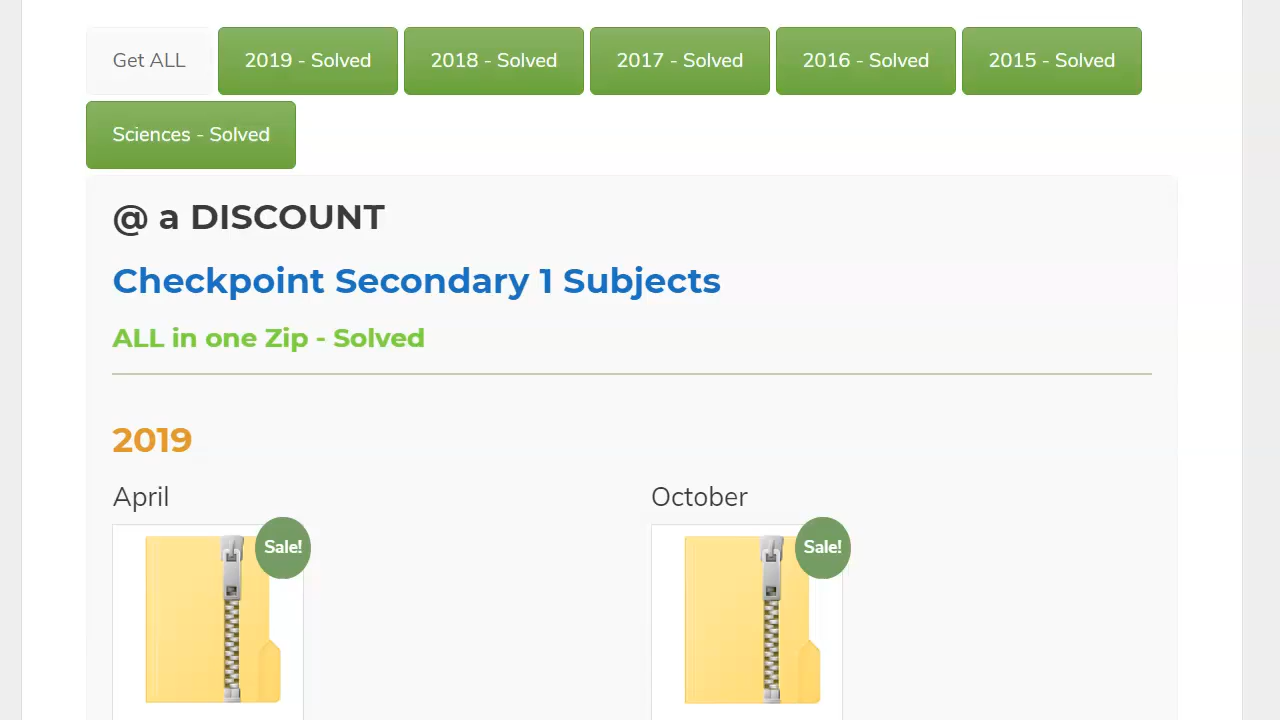 Get ALL 2019 - Solved 2018 - Solved 2017 - Solved 2016 - Solved 2015 - Solved
Sciences - Solved
@ a DISCOUNT
Checkpoint Secondary 1 Subjects
ALL in one Zip - Solved
2019
April October
Sale! Sale!